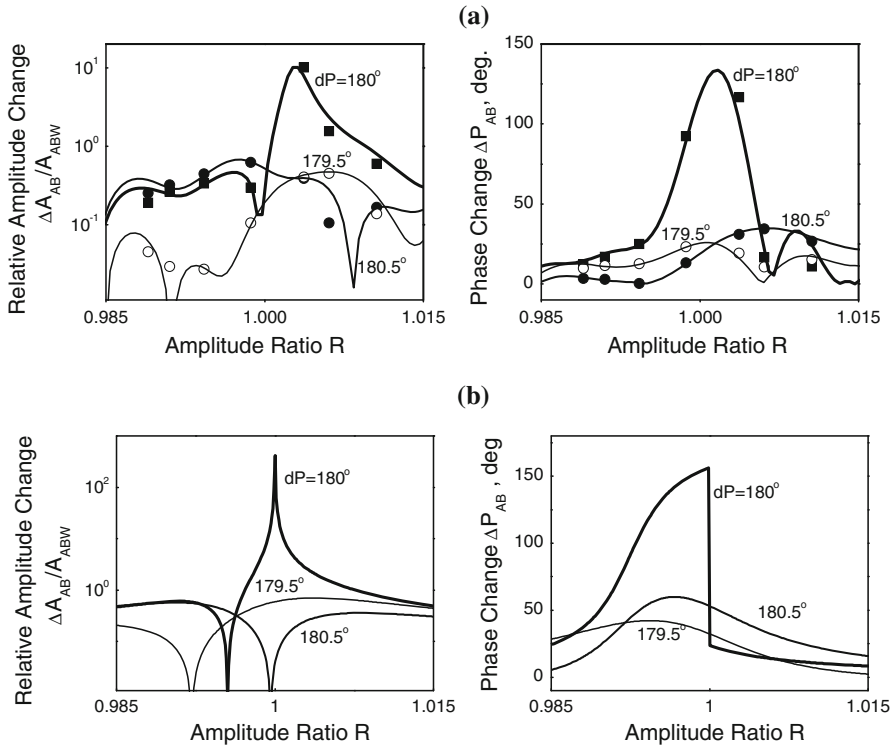 (a)
Relative Amplitude Change
ΔA_AB/A_ABW
10^1
10^0
10^-1
dP=180°
179.5°
180.5°
0.985
1.000
1.015
Amplitude Ratio R
Phase Change ΔP_AB, deg.
150
125
100
75
50
25
0
dP=180°
179.5°
180.5°
0.985
1.000
1.015
Amplitude Ratio R
(b)
Relative Amplitude Change
ΔA_AB/A_ABW
10^2
10^0
dP=180°
179.5°
180.5°
0.985
1
1.015
Amplitude Ratio R
Phase Change ΔP_AB , deg
150
100
50
0
dP=180°
180.5°
179.5°
0.985
1
1.015
Amplitude Ratio R